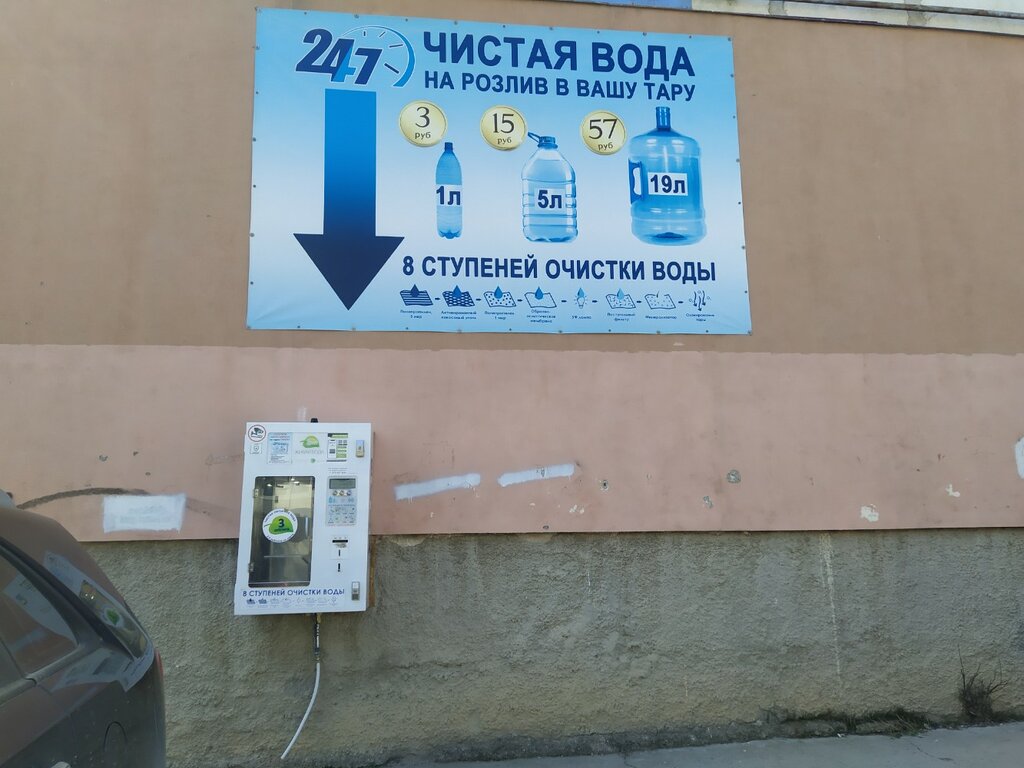 24/7
ЧИСТАЯ ВОДА
НА РОЗЛИВ В ВАШУ ТАРУ
3
руб
15
руб
57
руб
1л
5л
19л
8 СТУПЕНЕЙ ОЧИСТКИ ВОДЫ
3
8 СТУПЕНЕЙ ОЧИСТКИ ВОДЫ